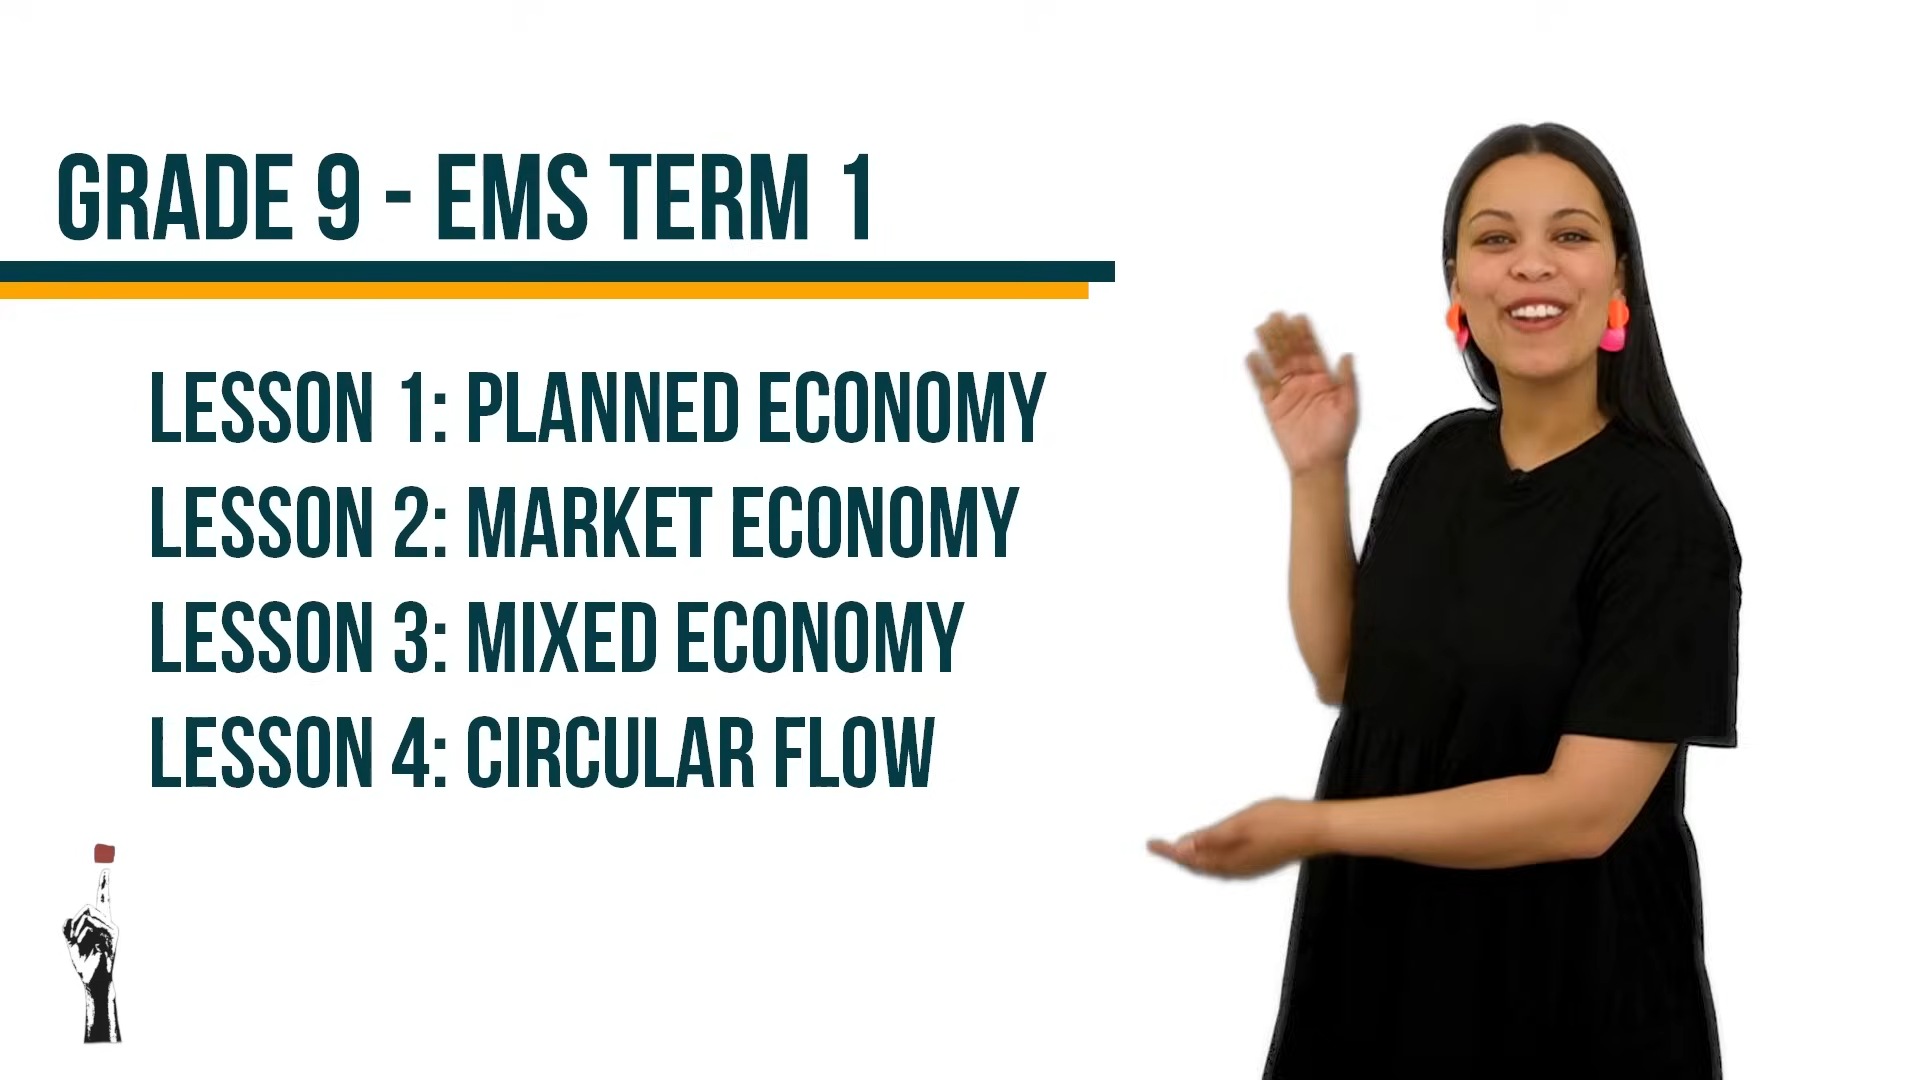 GRADE 9 - EMS TERM 1
LESSON 1: PLANNED ECONOMY
LESSON 2: MARKET ECONOMY
LESSON 3: MIXED ECONOMY
LESSON 4: CIRCULAR FLOW